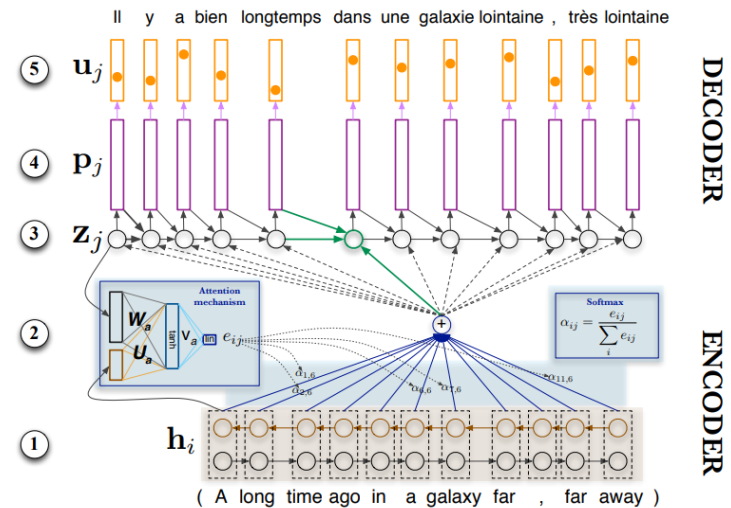 Il y a bien longtemps dans une galaxie lointaine , très lointaine
5 u_j
4 p_j
3 z_j
DECODER
Attention mechanism
W_a
U_a
tanh
V_a
lin
e_ij
2
+
Softmax
α_ij = e_ij / ∑_i e_ij
α_1,6
α_2,6
α_6,6
α_7,6
α_11,6
ENCODER
1 h_i
( A long time ago in a galaxy far , far away )